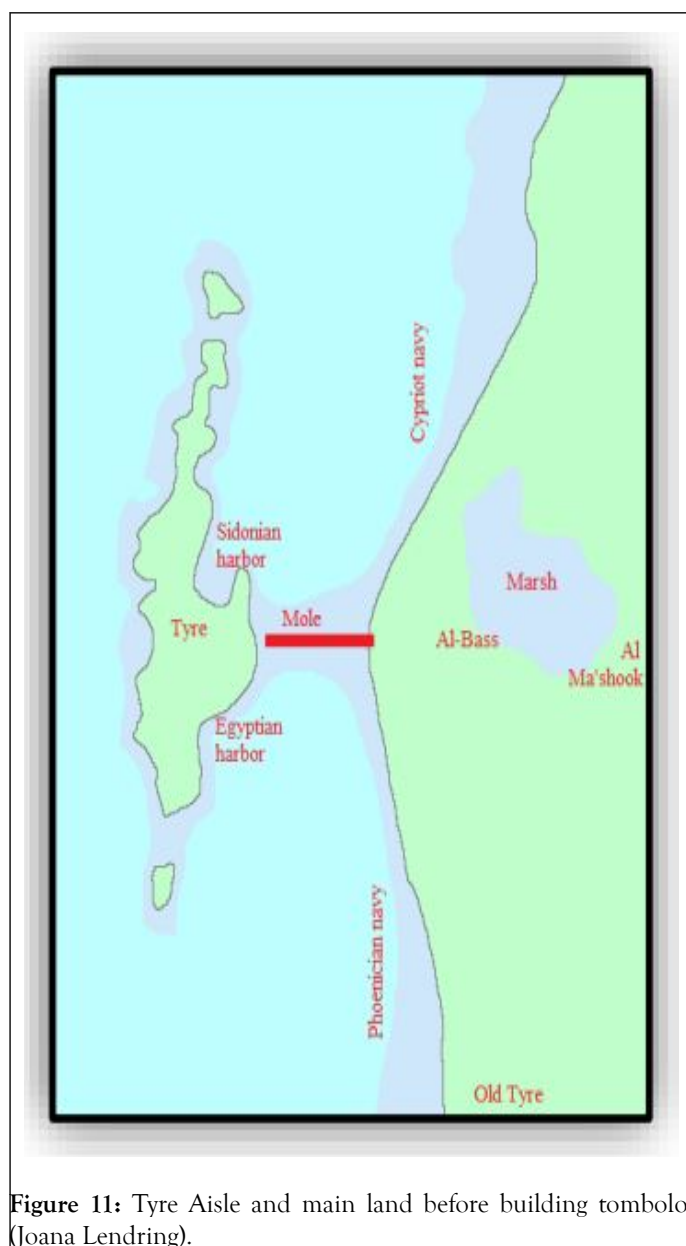 Cypriot navy
Sidonian
harbor
Marsh
Mole
Tyre
Al-Bass
Al
Ma'shook
Egyptian
harbor
Phoenician navy
Old Tyre
Figure 11: Tyre Aisle and main land before building tombolo
(Joana Lendring).